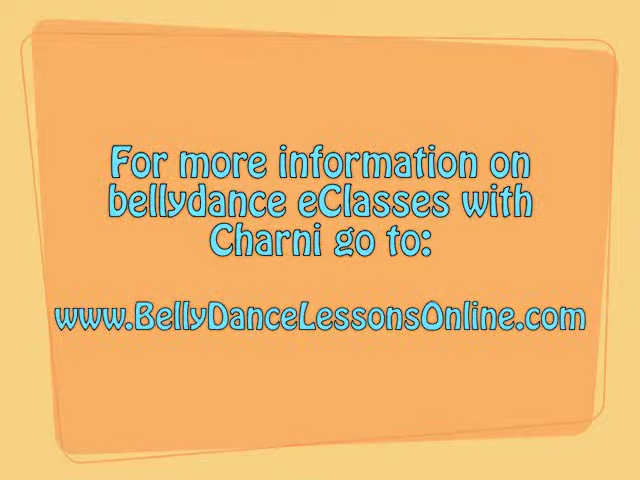 For more information on
bellydance eClasses with
Charni go to:
www.BellyDanceLessonsOnline.com